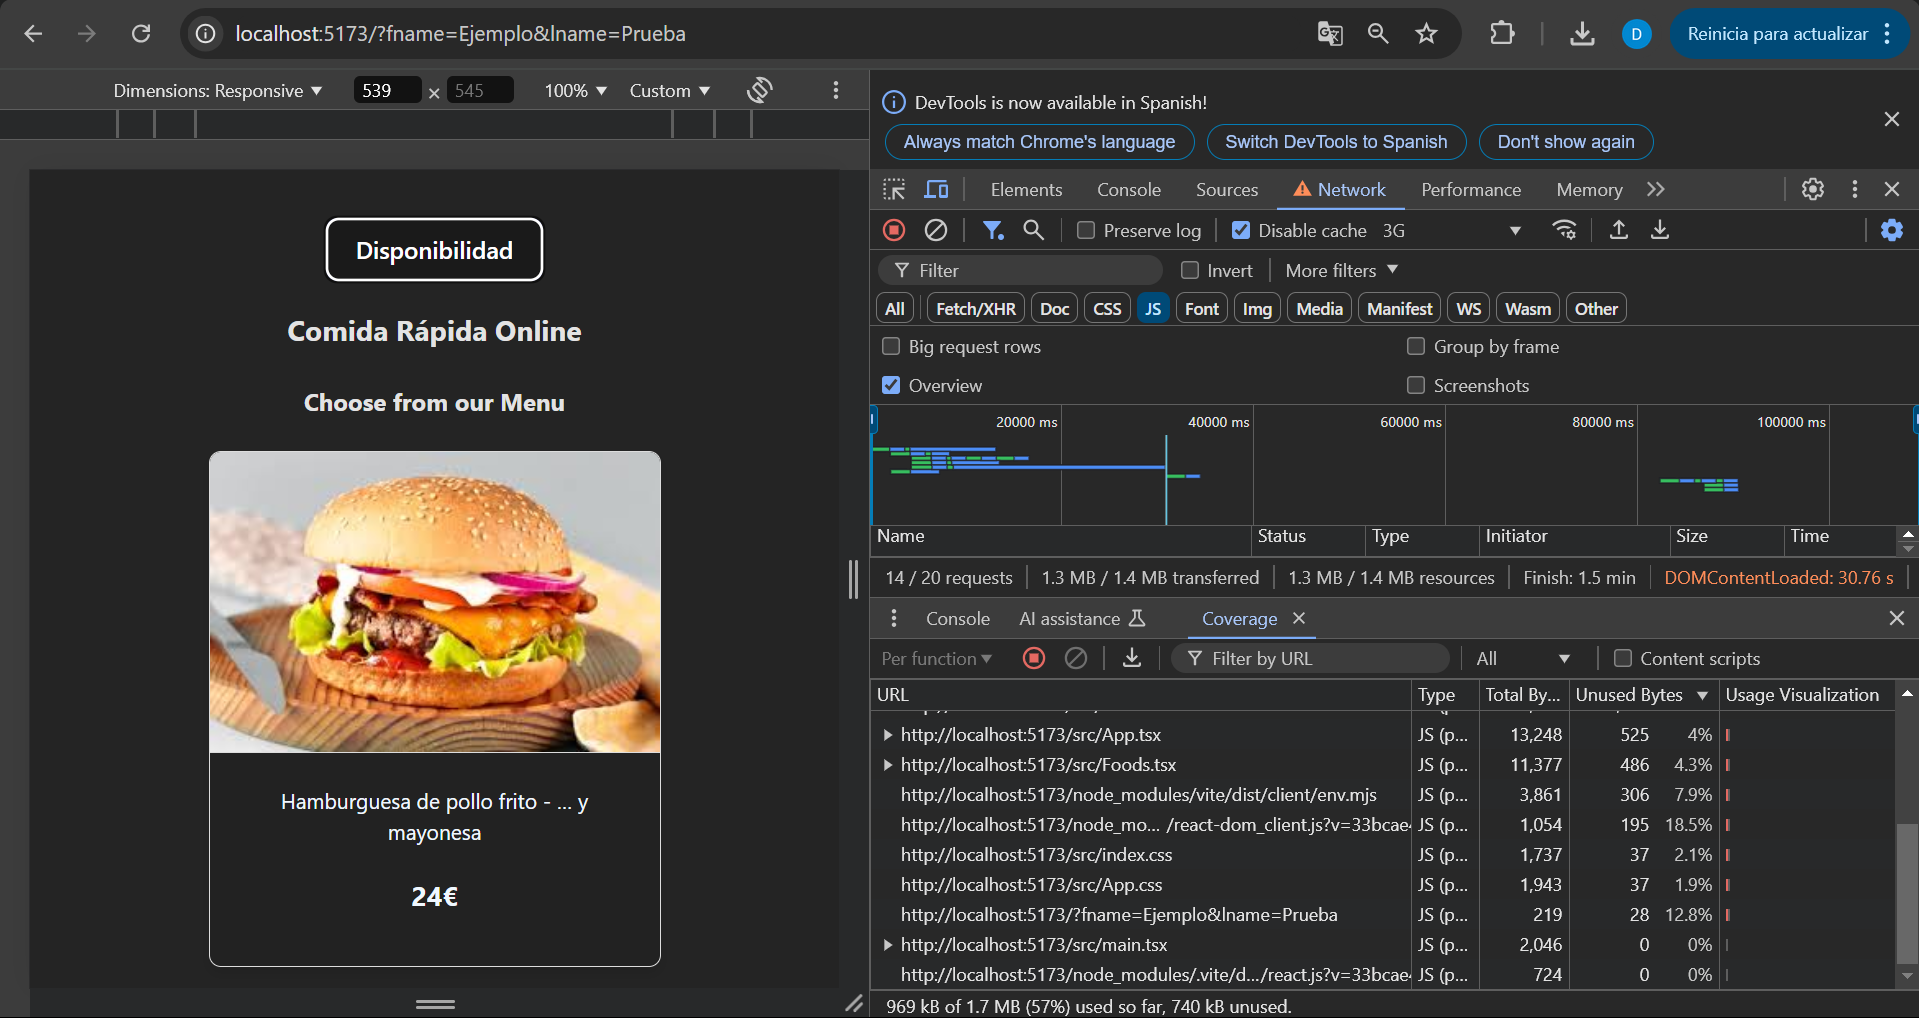 localhost:5173/?fname=Ejemplo&lname=Prueba
D
Reinicia para actualizar
Dimensions: Responsive
539 × 545
100%
Custom
Disponibilidad
Comida Rápida Online
Choose from our Menu
Hamburguesa de pollo frito - ... y
mayonesa
24€
DevTools is now available in Spanish!
Always match Chrome's language
Switch DevTools to Spanish
Don't show again
Elements Console Sources Network Performance Memory
Preserve log Disable cache 3G
Filter Invert More filters
All Fetch/XHR Doc CSS JS Font Img Media Manifest WS Wasm Other
Big request rows Group by frame
Overview Screenshots
20000 ms 40000 ms 60000 ms 80000 ms 100000 ms
Name Status Type Initiator Size Time
14 / 20 requests 1.3 MB / 1.4 MB transferred 1.3 MB / 1.4 MB resources Finish: 1.5 min DOMContentLoaded: 30.76 s
Console AI assistance Coverage
Per function Filter by URL All Content scripts
URL Type Total By... Unused Bytes Usage Visualization
http://localhost:5173/src/App.tsx JS (p... 13,248 525 4%
http://localhost:5173/src/Foods.tsx JS (p... 11,377 486 4.3%
http://localhost:5173/node_modules/vite/dist/client/env.mjs JS (p... 3,861 306 7.9%
http://localhost:5173/node_mo... /react-dom_client.js?v=33bcae JS (p... 1,054 195 18.5%
http://localhost:5173/src/index.css JS (p... 1,737 37 2.1%
http://localhost:5173/src/App.css JS (p... 1,943 37 1.9%
http://localhost:5173/?fname=Ejemplo&lname=Prueba JS (p... 219 28 12.8%
http://localhost:5173/src/main.tsx JS (p... 2,046 0 0%
http://localhost:5173/node_modules/.vite/d.../react.js?v=33bcae JS (p... 724 0 0%
969 kB of 1.7 MB (57%) used so far, 740 kB unused.